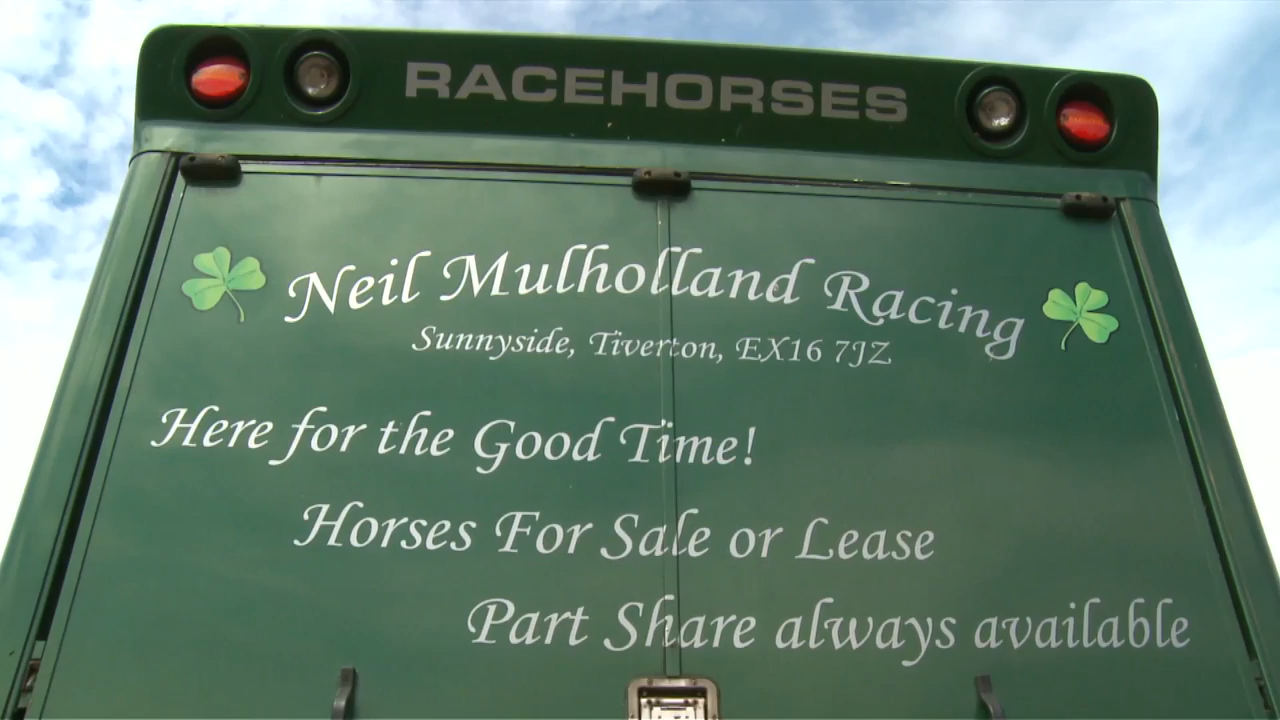 RACEHORSES
Neil Mulholland Racing
Sunnyside, Tiverton, EX16 7JZ
Here for the Good Time!
Horses For Sale or Lease
Part Share always available